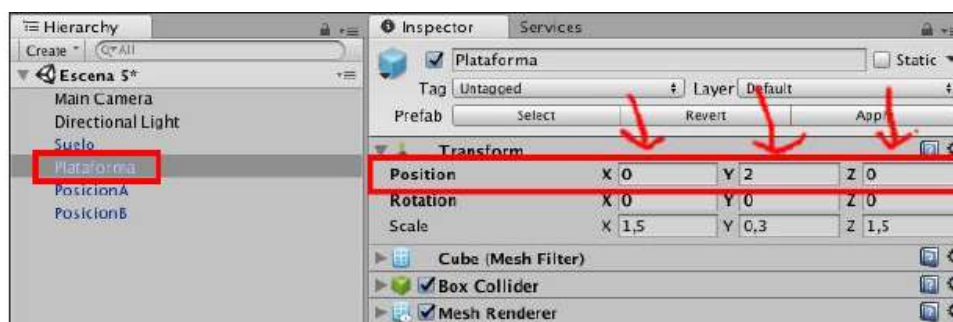 Hierarchy
Create
All
Escena 5*
Main Camera
Directional Light
Suelo
Plataforma
PosicionA
PosicionB
Inspector Services
Plataforma Static
Tag Untagged Layer Default
Prefab Select Revert Apply
Transform
Position X 0 Y 2 Z 0
Rotation X 0 Y 0 Z 0
Scale X 1,5 Y 0,3 Z 1,5
Cube (Mesh Filter)
Box Collider
Mesh Renderer